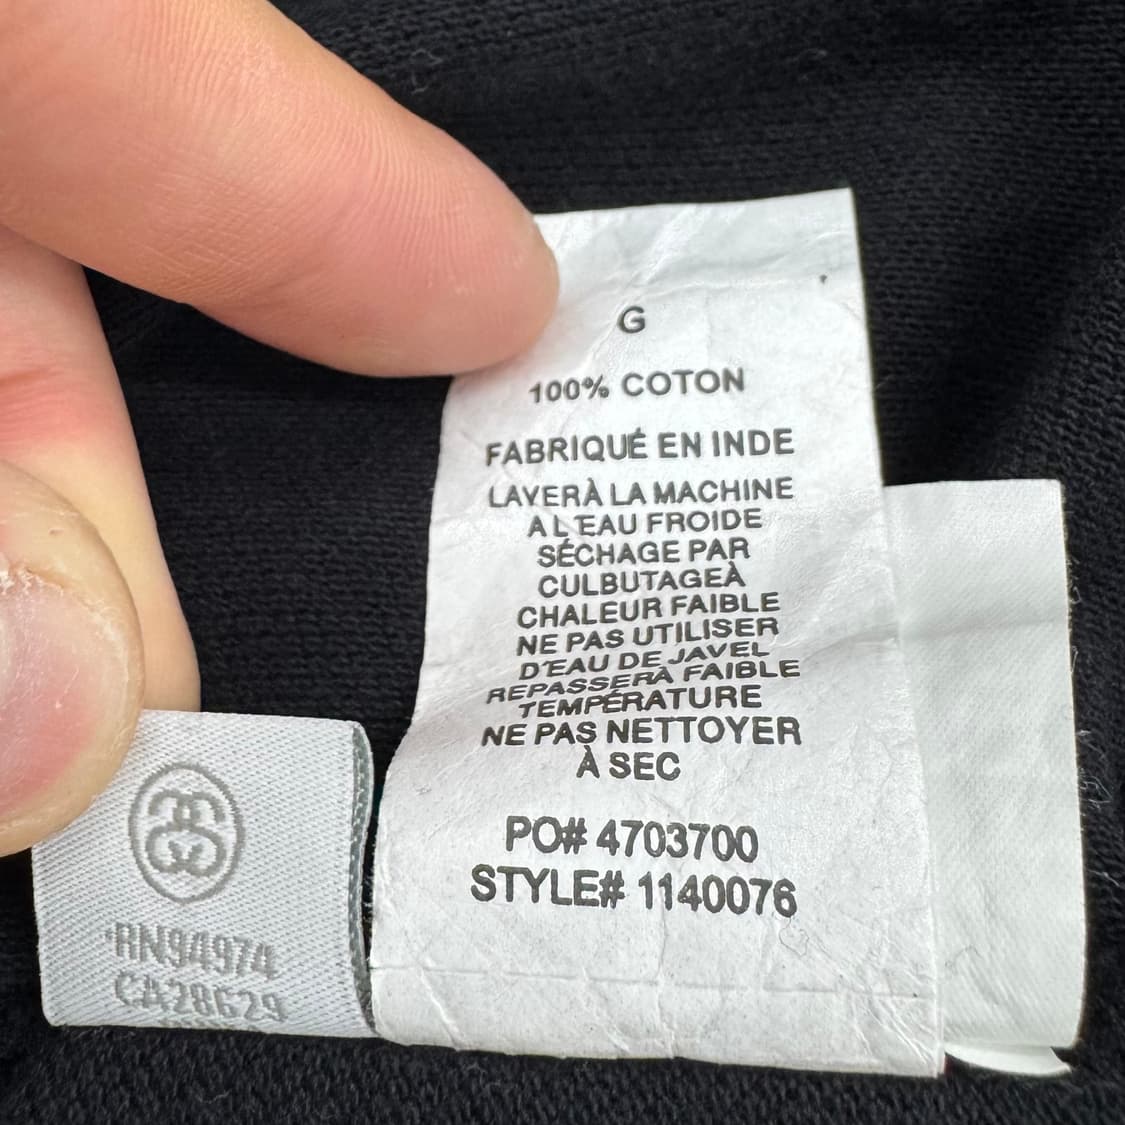 G
100% COTON
FABRIQUÉ EN INDE
LAVERÀ LA MACHINE
A L'EAU FROIDE
SÉCHAGE PAR
CULBUTAGEÀ
CHALEUR FAIBLE
NE PAS UTILISER
D'EAU DE JAVEL
REPASSERÀ FAIBLE
TEMPÉRATURE
NE PAS NETTOYER
À SEC
PO# 4703700
STYLE# 1140076
RN94974
CA28629